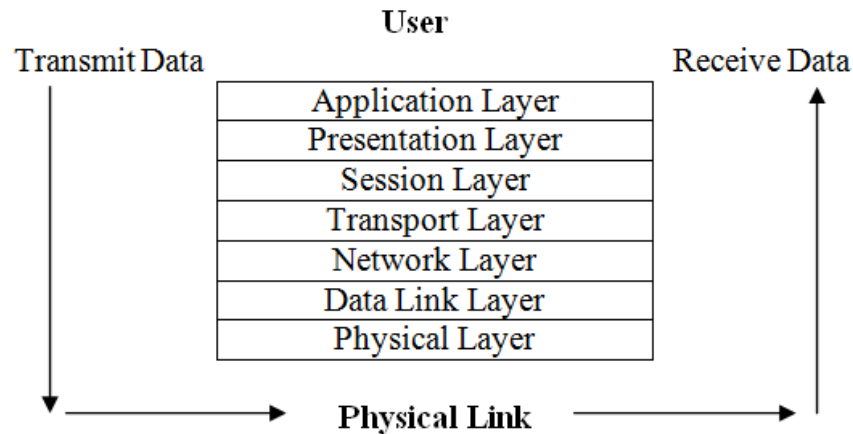 User
Transmit Data
Receive Data
Application Layer
Presentation Layer
Session Layer
Transport Layer
Network Layer
Data Link Layer
Physical Layer
Physical Link